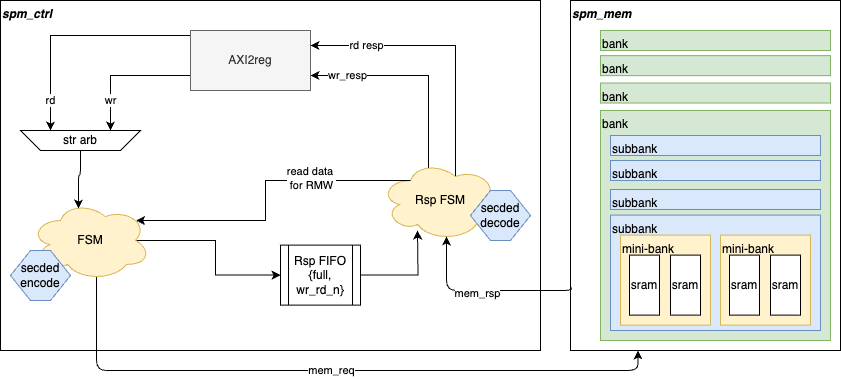 spm_ctrl
AXI2reg
rd resp
wr_resp
rd
wr
str arb
read data
for RMW
Rsp FSM
secded
decode
FSM
secded
encode
Rsp FIFO
{full,
wr_rd_n}
mem_rsp
mem_req
spm_mem
bank
bank
bank
bank
subbank
subbank
subbank
subbank
mini-bank
mini-bank
sram
sram
sram
sram